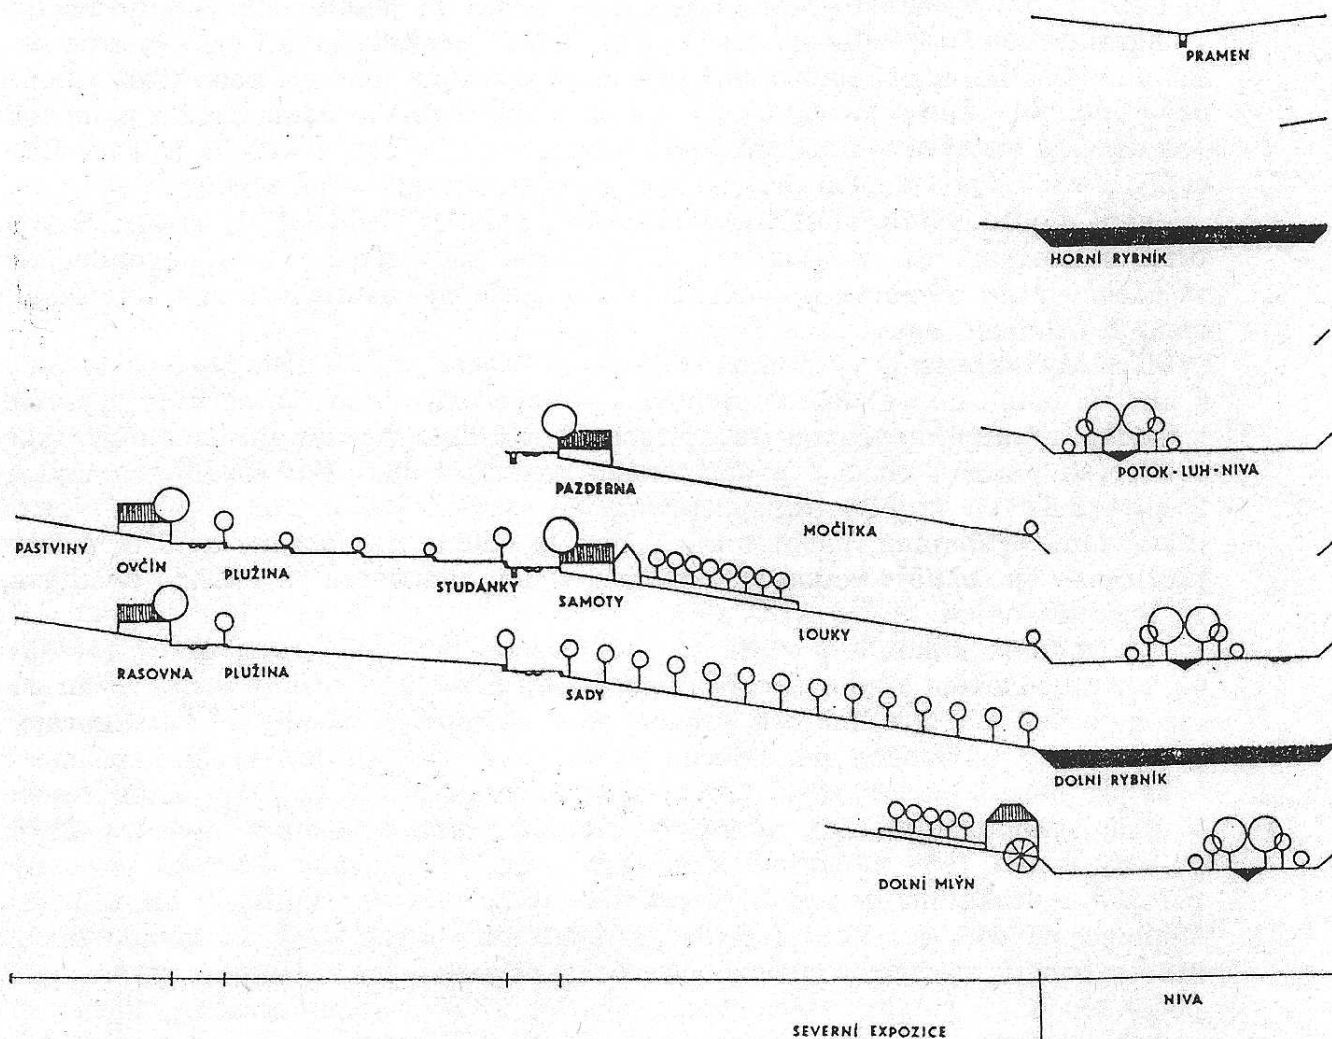 PRAMEN
HORNÍ RYBNÍK
POTOK - LUH - NIVA
PAZDERNA
MOČÍTKA
PASTVINY
OVČÍN
PLUŽINA
STUDÁNKY
SAMOTY
LOUKY
RASOVNA
PLUŽINA
SADY
DOLNÍ RYBNÍK
DOLNÍ MLÝN
NIVA
SEVERNÍ EXPOZICE